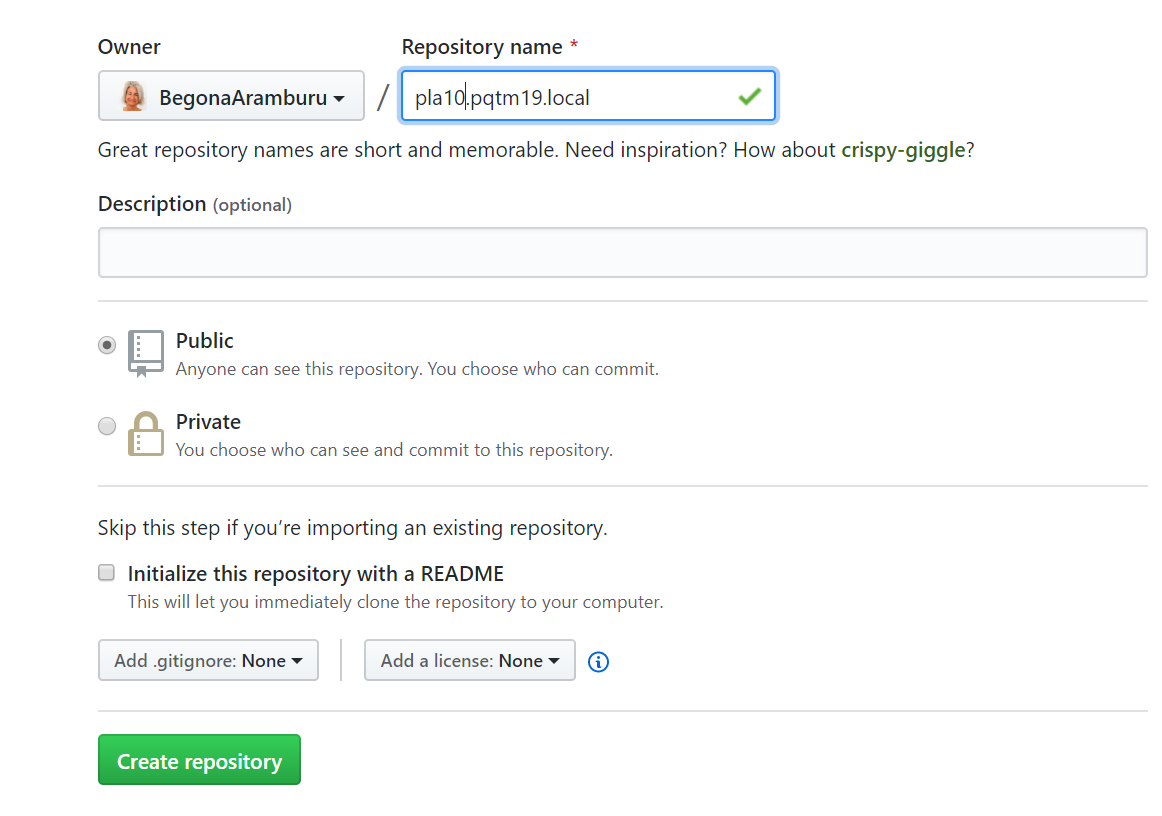 Owner
Repository name *
BegonaAramburu / pla10.pqtm19.local
Great repository names are short and memorable. Need inspiration? How about crispy-giggle?
Description (optional)
Public
Anyone can see this repository. You choose who can commit.
Private
You choose who can see and commit to this repository.
Skip this step if you’re importing an existing repository.
Initialize this repository with a README
This will let you immediately clone the repository to your computer.
Add .gitignore: None
Add a license: None
Create repository